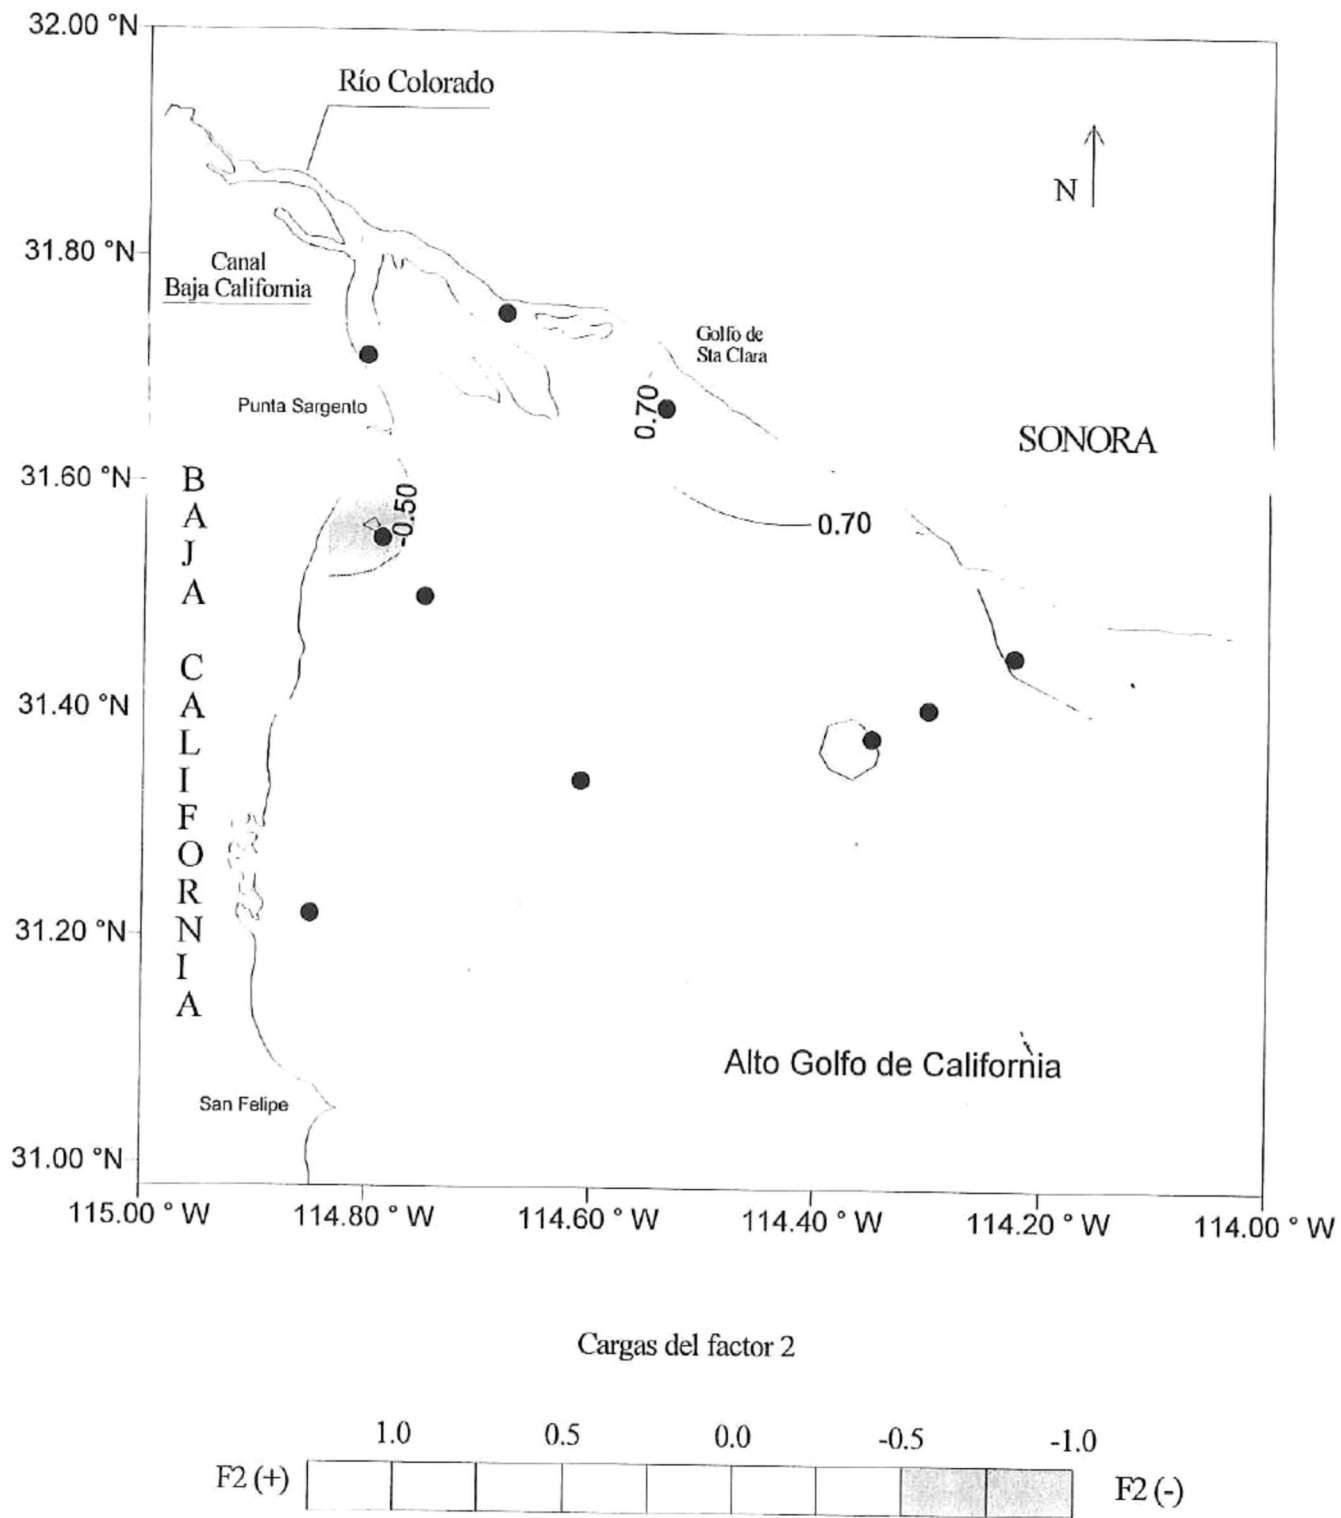 32.00 °N
Río Colorado
N
31.80 °N
Canal
Baja California
Golfo de
Sta Clara
Punta Sargento
0.70
SONORA
31.60 °N
-0.50
0.70
BAJA CALIFORNIA
31.40 °N
31.20 °N
Alto Golfo de California
San Felipe
31.00 °N
115.00 ° W
114.80 ° W
114.60 ° W
114.40 ° W
114.20 ° W
114.00 ° W
Cargas del factor 2
1.0
0.5
0.0
-0.5
-1.0
F2 (+)
F2 (-)